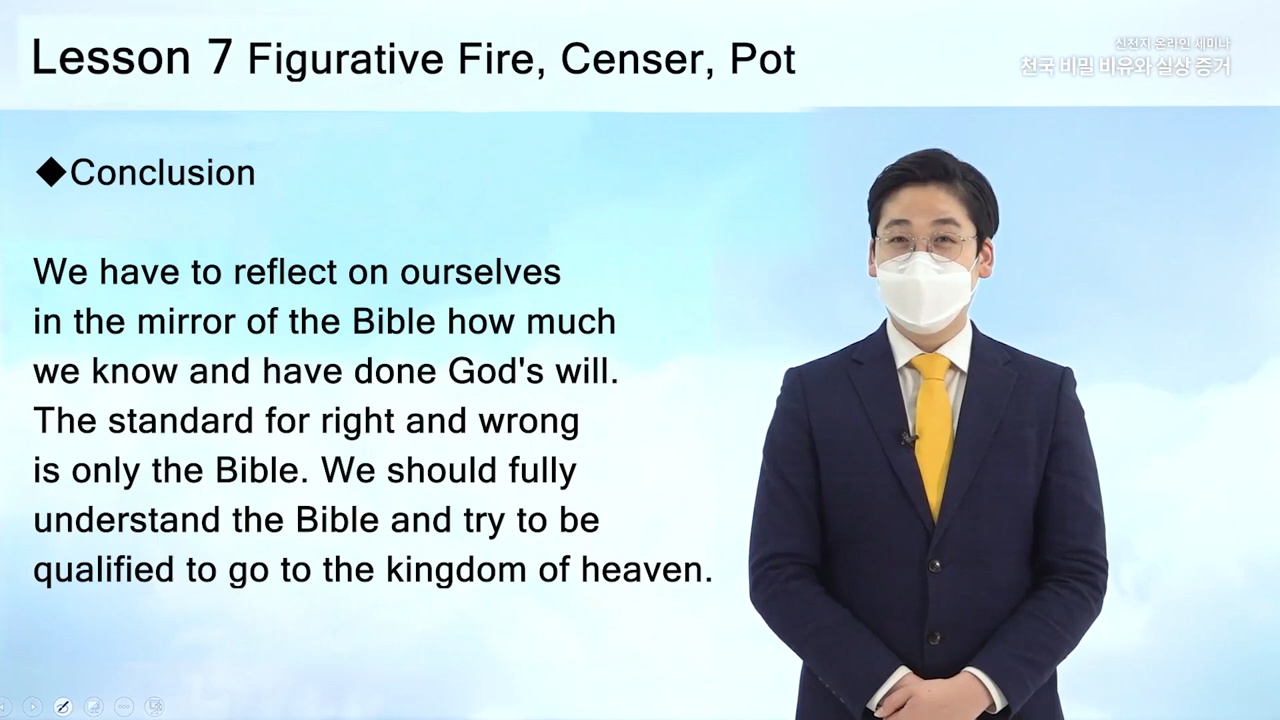 Lesson 7 Figurative Fire, Censer, Pot
신천지 온라인 세미나
천국 비밀 비유와 실상 증거
◆Conclusion
We have to reflect on ourselves
in the mirror of the Bible how much
we know and have done God's will.
The standard for right and wrong
is only the Bible. We should fully
understand the Bible and try to be
qualified to go to the kingdom of heaven.